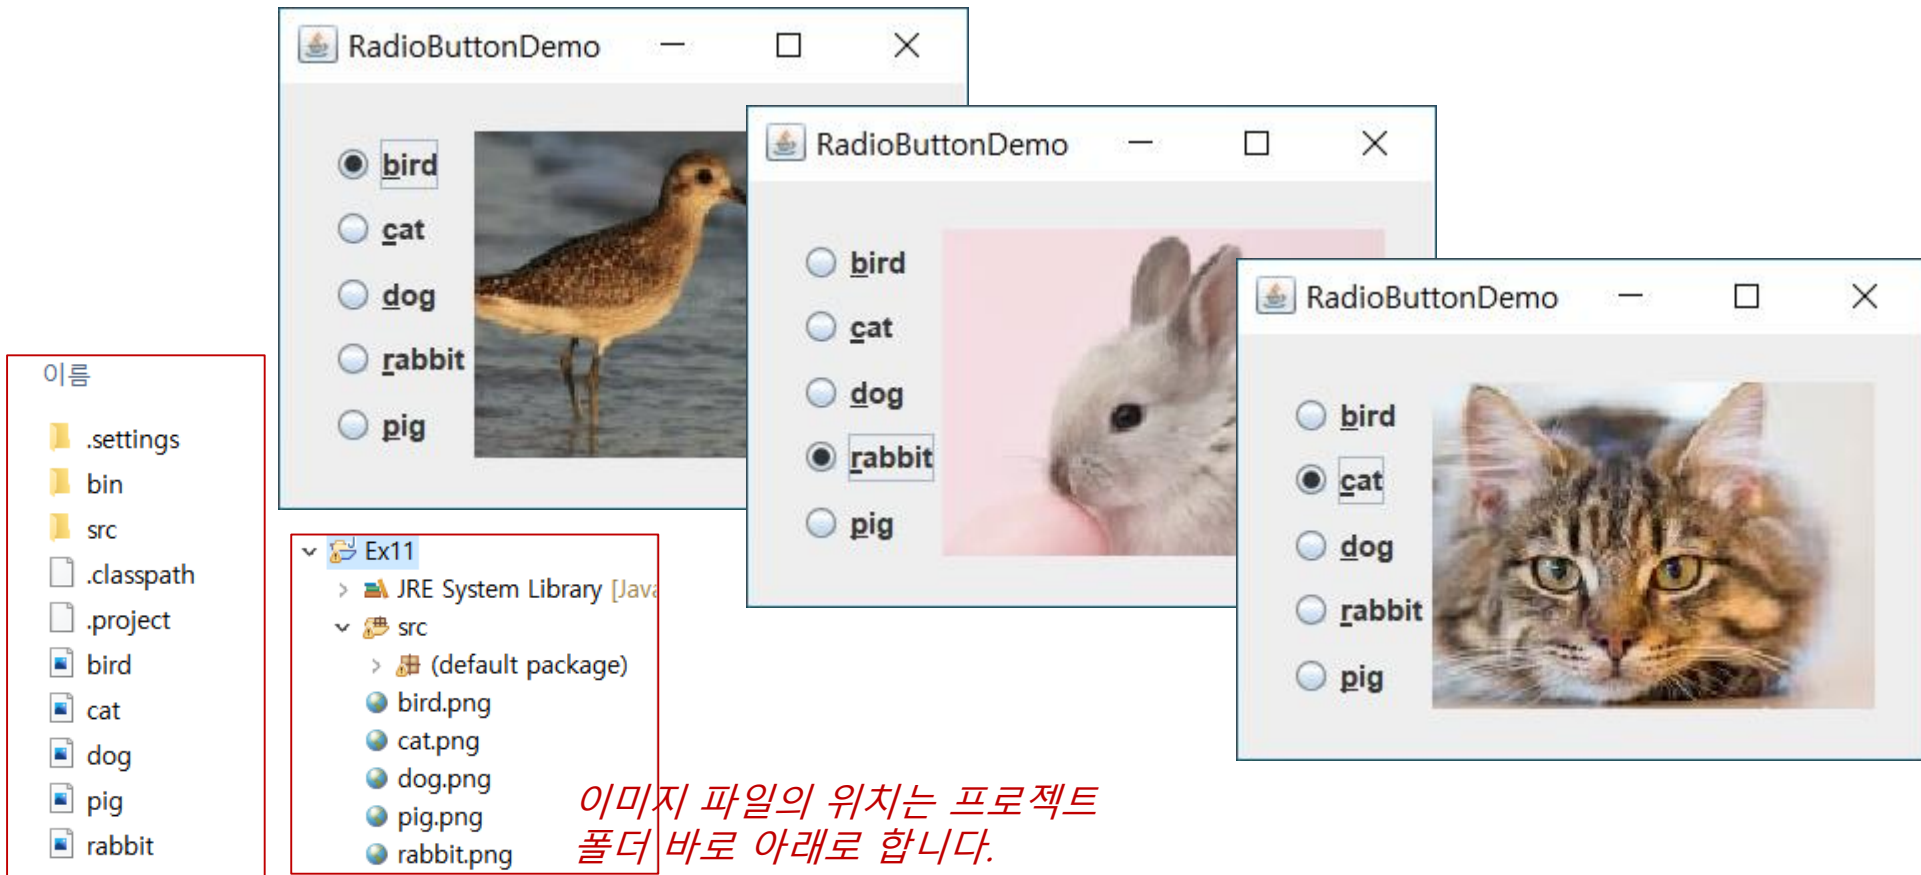 RadioButtonDemo
bird
cat
dog
rabbit
pig
RadioButtonDemo
bird
cat
dog
rabbit
pig
RadioButtonDemo
bird
cat
dog
rabbit
pig
이름
.settings
bin
src
.classpath
.project
bird
cat
dog
pig
rabbit
Ex11
JRE System Library [Java
src
(default package)
bird.png
cat.png
dog.png
pig.png
rabbit.png
이미지 파일의 위치는 프로젝트
폴더 바로 아래로 합니다.